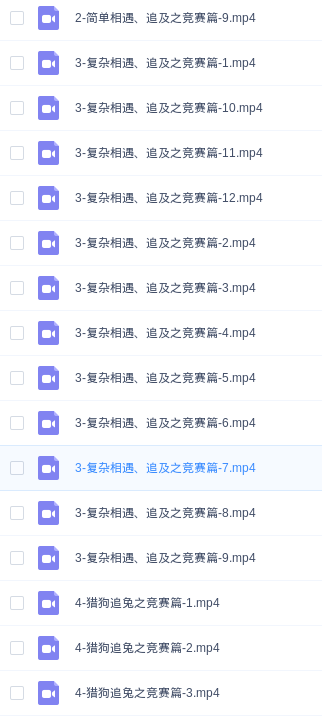 2-简单相遇、追及之竞赛篇-9.mp4
3-复杂相遇、追及之竞赛篇-1.mp4
3-复杂相遇、追及之竞赛篇-10.mp4
3-复杂相遇、追及之竞赛篇-11.mp4
3-复杂相遇、追及之竞赛篇-12.mp4
3-复杂相遇、追及之竞赛篇-2.mp4
3-复杂相遇、追及之竞赛篇-3.mp4
3-复杂相遇、追及之竞赛篇-4.mp4
3-复杂相遇、追及之竞赛篇-5.mp4
3-复杂相遇、追及之竞赛篇-6.mp4
3-复杂相遇、追及之竞赛篇-7.mp4
3-复杂相遇、追及之竞赛篇-8.mp4
3-复杂相遇、追及之竞赛篇-9.mp4
4-猎狗追兔之竞赛篇-1.mp4
4-猎狗追兔之竞赛篇-2.mp4
4-猎狗追兔之竞赛篇-3.mp4